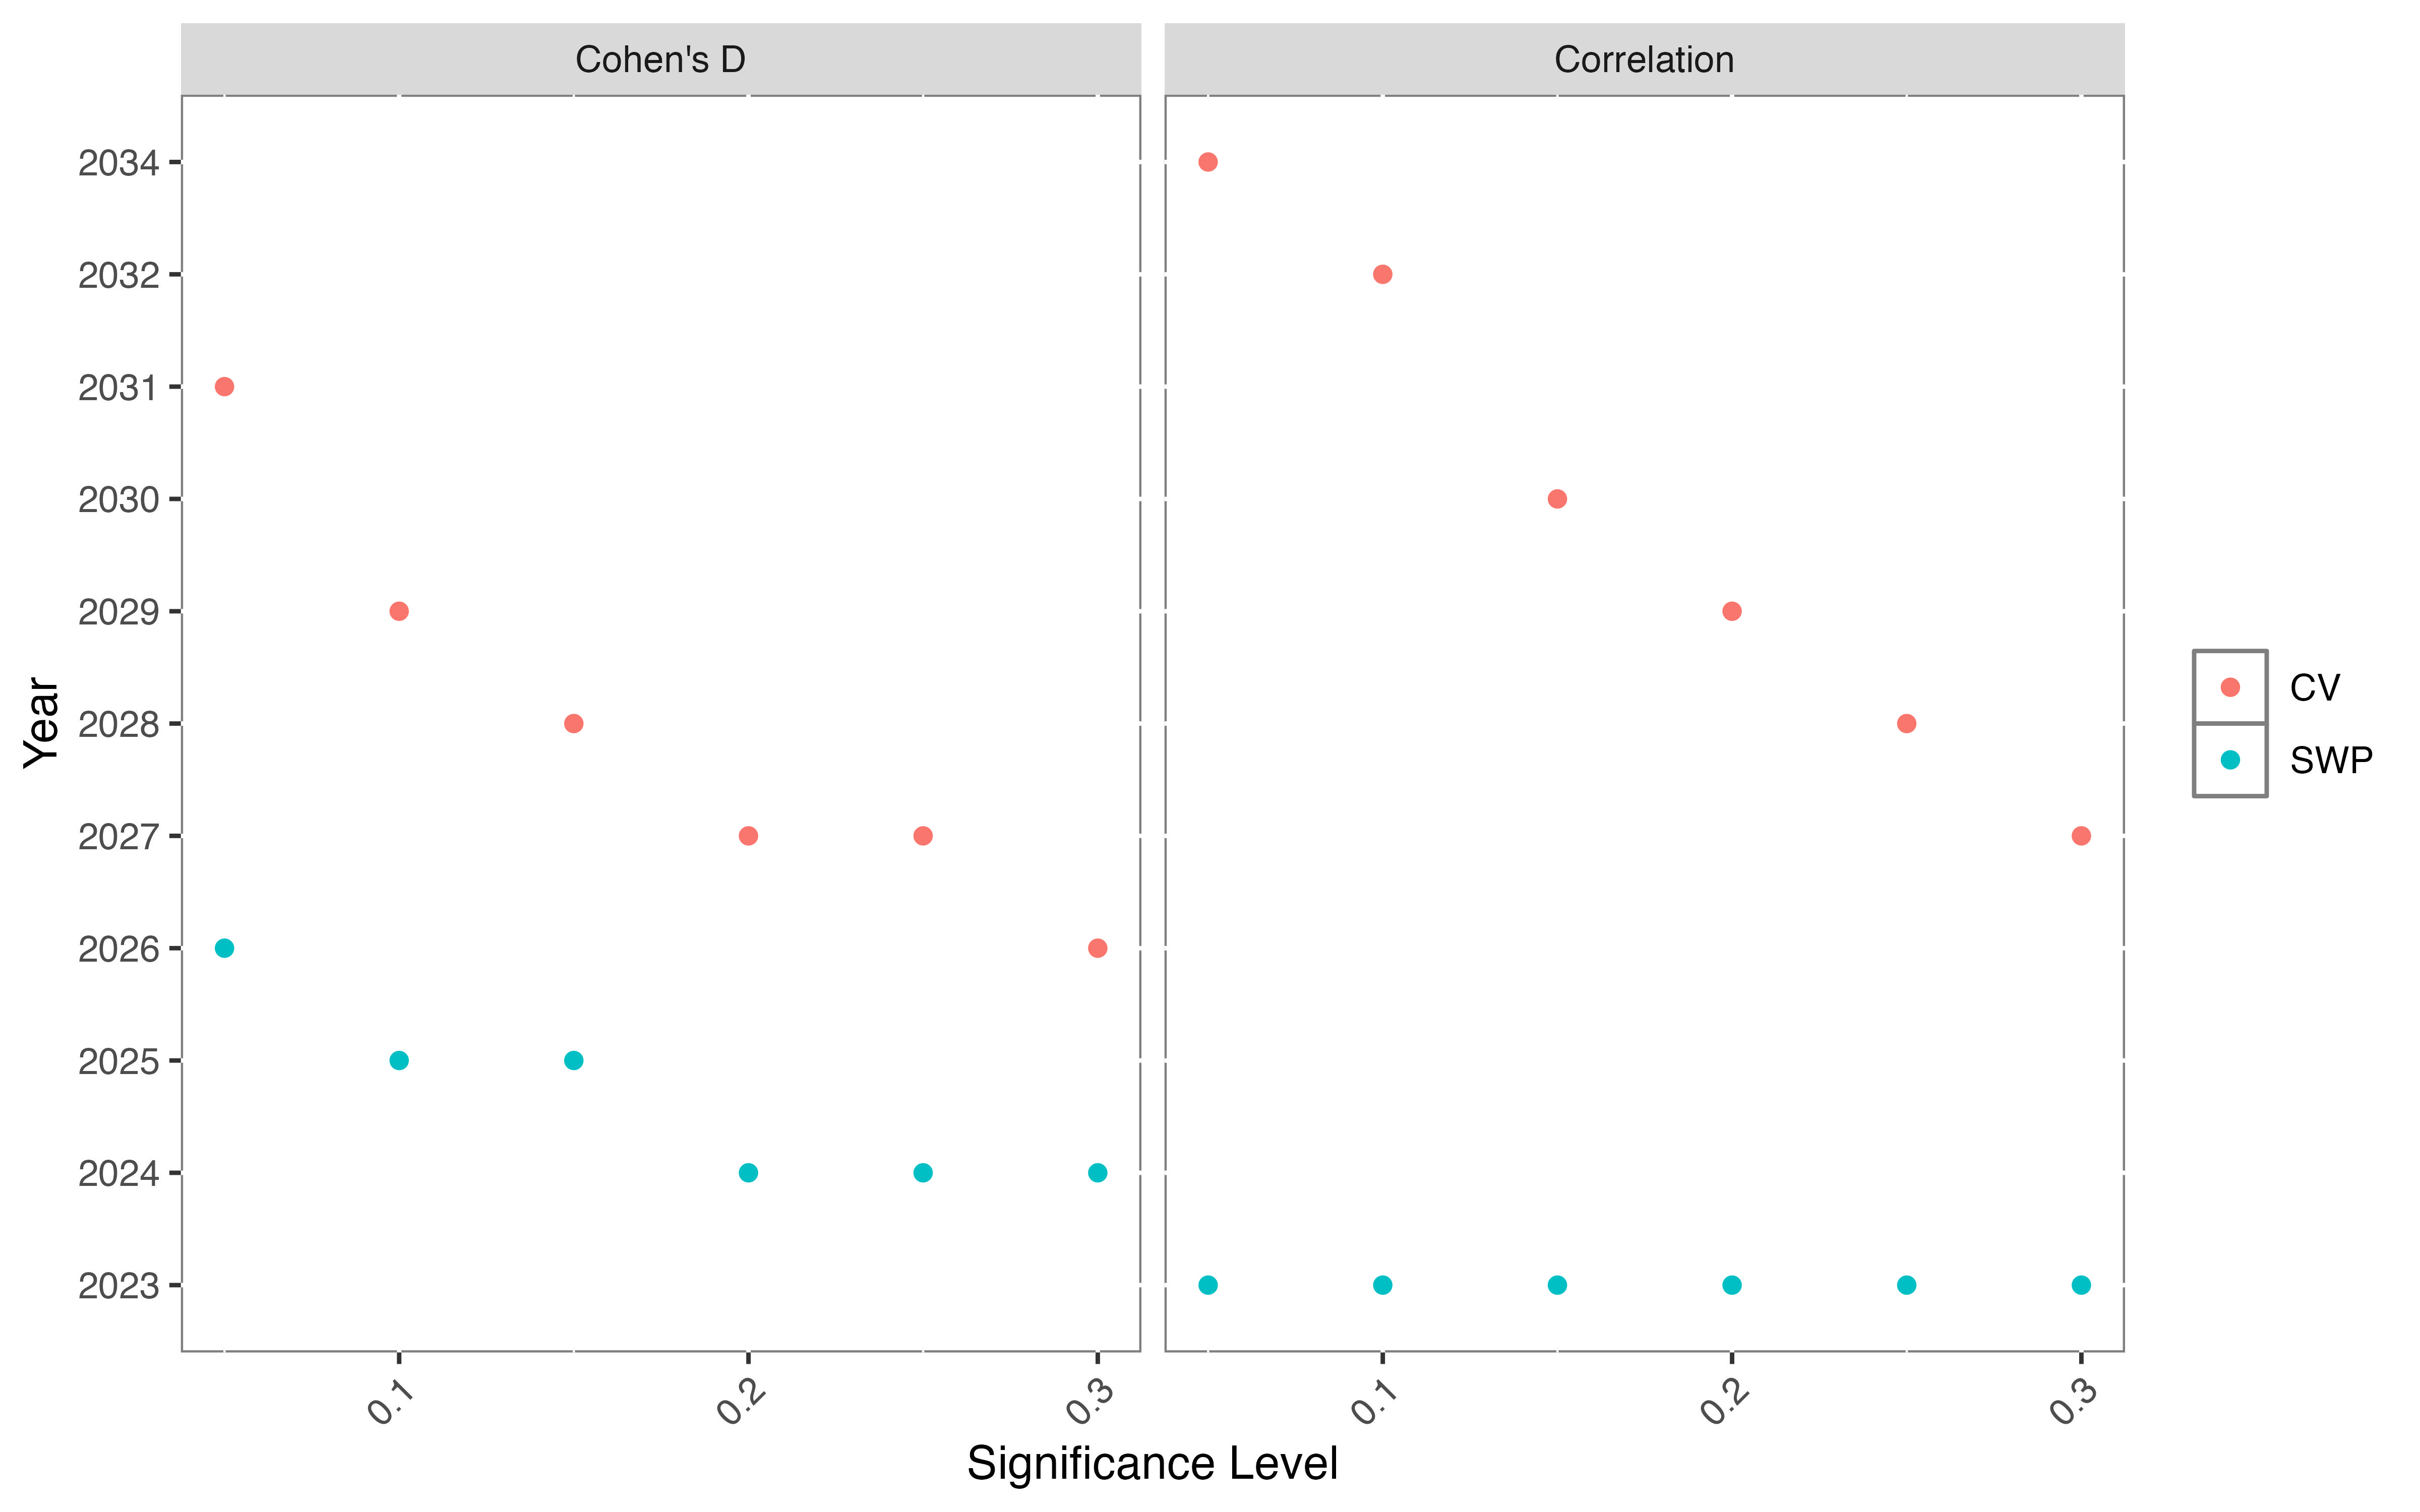 Cohen's D
Correlation
Year
2034
2032
2031
2030
2029
2028
2027
2026
2025
2024
2023
0.1
0.2
0.3
0.1
0.2
0.3
Significance Level
CV
SWP